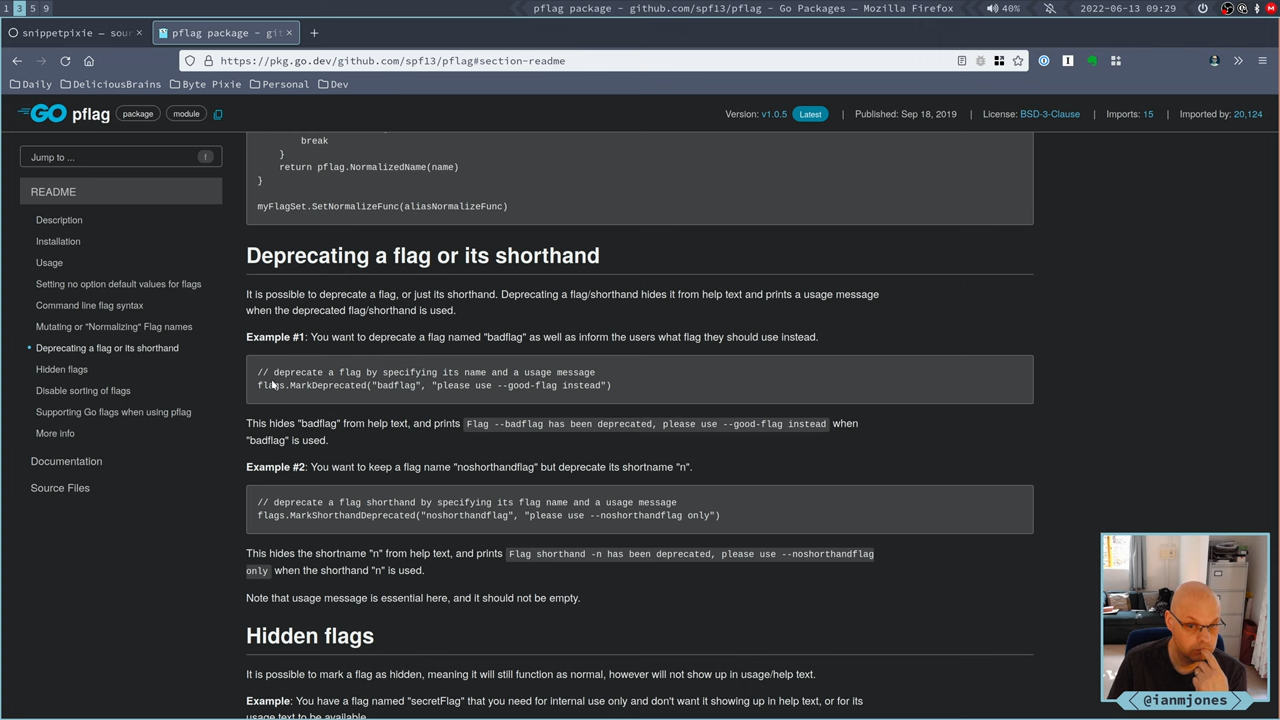 1 3 5 9
pflag package - github.com/spf13/pflag - Go Packages — Mozilla Firefox
40%
2022-06-13 09:29
snippetpixie — sour
pflag package - git
https://pkg.go.dev/github.com/spf13/pflag#section-readme
Daily
DeliciousBrains
Byte Pixie
Personal
Dev
GO pflag
package
module
Version: v1.0.5
Latest
Published: Sep 18, 2019
License: BSD-3-Clause
Imports: 15
Imported by: 20,124
Jump to ...
f
README
Description
Installation
Usage
Setting no option default values for flags
Command line flag syntax
Mutating or "Normalizing" Flag names
Deprecating a flag or its shorthand
Hidden flags
Disable sorting of flags
Supporting Go flags when using pflag
More info
Documentation
Source Files
break
}
return pflag.NormalizedName(name)
}
myFlagSet.SetNormalizeFunc(aliasNormalizeFunc)
Deprecating a flag or its shorthand
It is possible to deprecate a flag, or just its shorthand. Deprecating a flag/shorthand hides it from help text and prints a usage message
when the deprecated flag/shorthand is used.
Example #1: You want to deprecate a flag named "badflag" as well as inform the users what flag they should use instead.
// deprecate a flag by specifying its name and a usage message
flags.MarkDeprecated("badflag", "please use --good-flag instead")
This hides "badflag" from help text, and prints Flag --badflag has been deprecated, please use --good-flag instead when
"badflag" is used.
Example #2: You want to keep a flag name "noshorthandflag" but deprecate its shortname "n".
// deprecate a flag shorthand by specifying its flag name and a usage message
flags.MarkShorthandDeprecated("noshorthandflag", "please use --noshorthandflag only")
This hides the shortname "n" from help text, and prints Flag shorthand -n has been deprecated, please use --noshorthandflag
only when the shorthand "n" is used.
Note that usage message is essential here, and it should not be empty.
Hidden flags
It is possible to mark a flag as hidden, meaning it will still function as normal, however will not show up in usage/help text.
Example: You have a flag named "secretFlag" that you need for internal use only and don't want it showing up in help text, or for its
usage text to be available.
@ianmjones